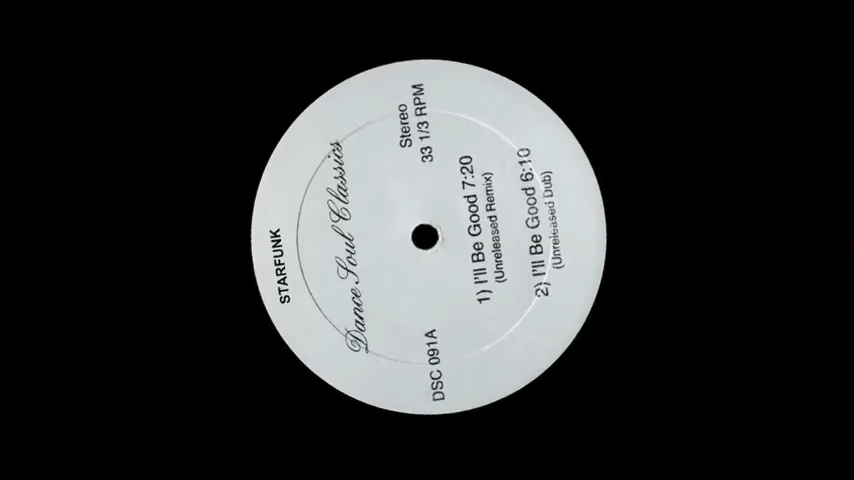 STARFUNK
Dance Soul Classics
Stereo
33 1/3 RPM
DSC 091A
1) I'll Be Good 7:20
(Unreleased Remix)
2) I'll Be Good 6:10
(Unreleased Dub)